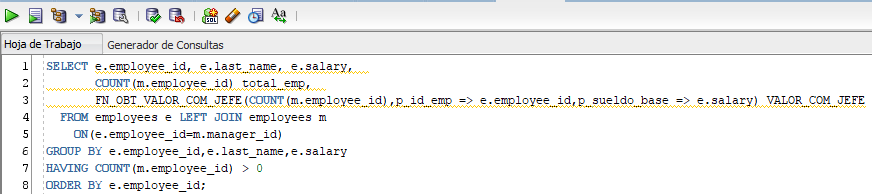 SQL
Aa
Hoja de Trabajo Generador de Consultas
1 SELECT e.employee_id, e.last_name, e.salary,
2 COUNT(m.employee_id) total_emp,
3 FN_OBT_VALOR_COM_JEFE(COUNT(m.employee_id),p_id_emp => e.employee_id,p_sueldo_base => e.salary) VALOR_COM_JEFE
4 FROM employees e LEFT JOIN employees m
5 ON(e.employee_id=m.manager_id)
6 GROUP BY e.employee_id,e.last_name,e.salary
7 HAVING COUNT(m.employee_id) > 0
8 ORDER BY e.employee_id;